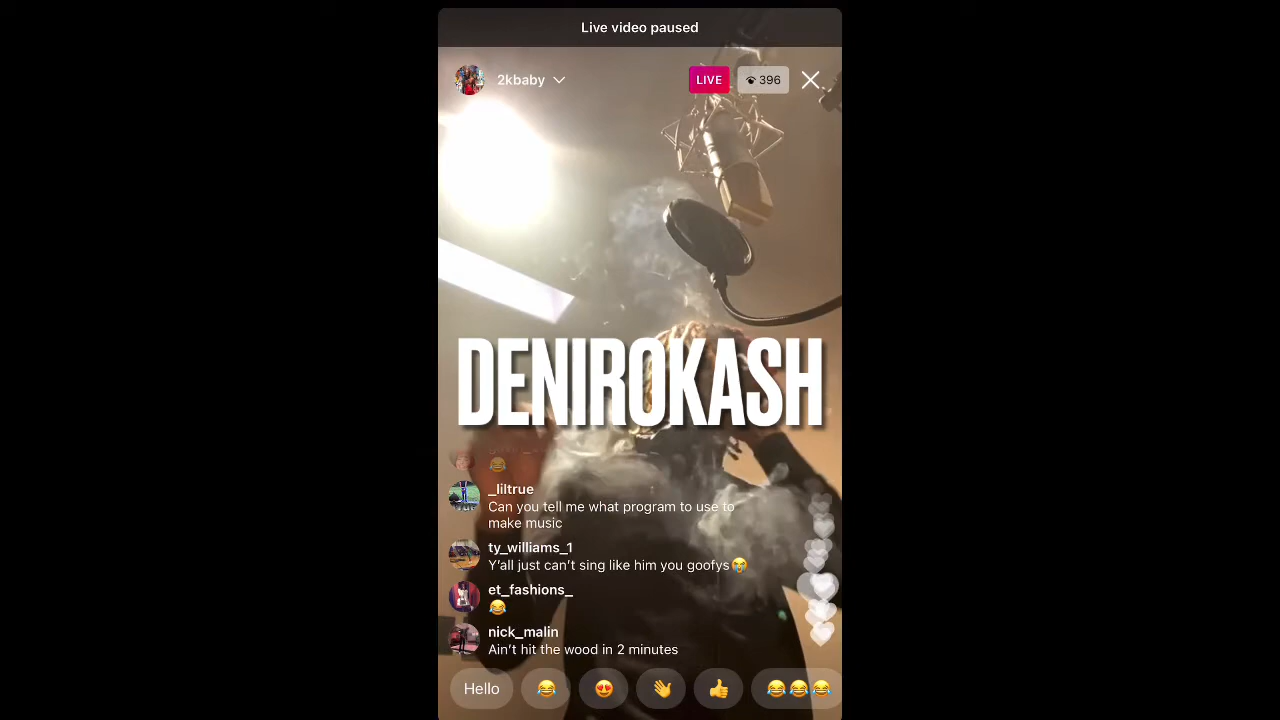 Live video paused
2kbaby
LIVE
396
DENIROKASH
😂
_liltrue
Can you tell me what program to use to
make music
ty_williams_1
Y'all just can't sing like him you goofys😭
et_fashions_
😂
nick_malin
Ain't hit the wood in 2 minutes
Hello 😂 😍 👋 👍 😂😂😂